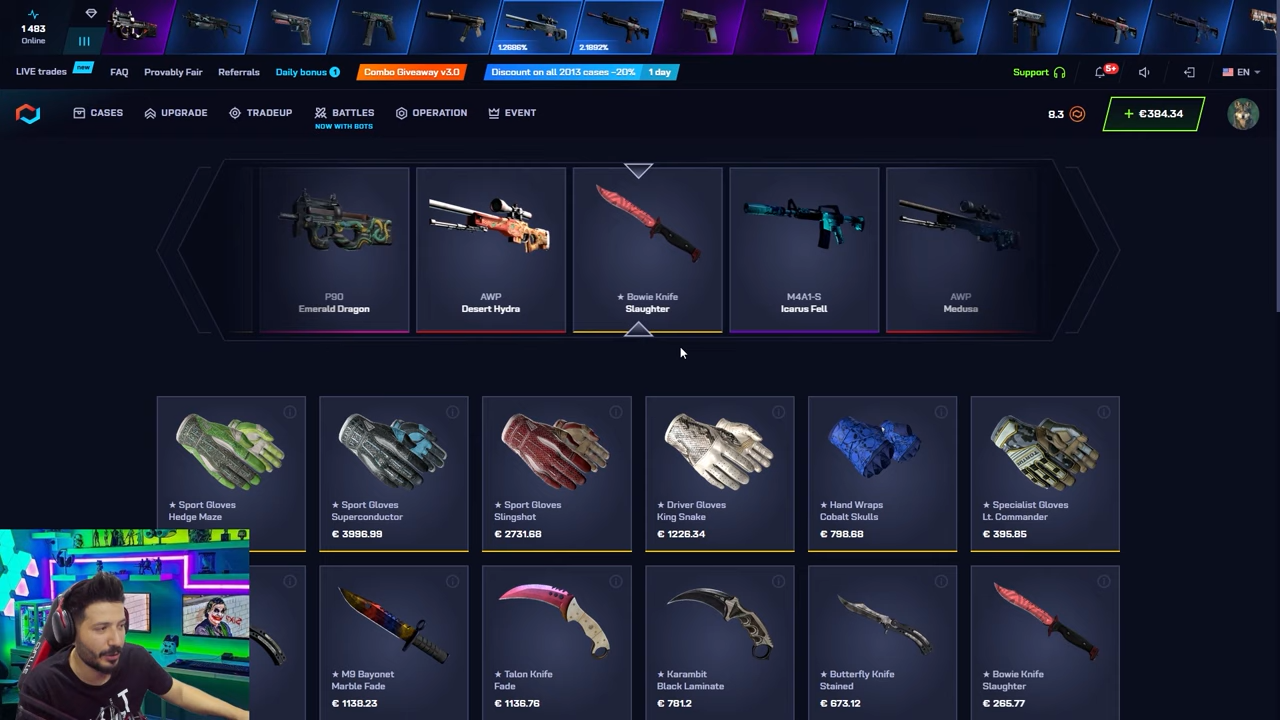 1 483
Online
1.2686%
2.1892%
LIVE trades
new
FAQ
Provably Fair
Referrals
Daily bonus 1
Combo Giveaway v3.0
Discount on all 2013 cases -20%
1 day
Support
5+
EN
CASES
UPGRADE
TRADEUP
BATTLES
NOW WITH BOTS
OPERATION
EVENT
8.3
+ €384.34
P90
Emerald Dragon
AWP
Desert Hydra
★ Bowie Knife
Slaughter
M4A1-S
Icarus Fell
AWP
Medusa
★ Sport Gloves
Hedge Maze
★ Sport Gloves
Superconductor
€ 3996.99
★ Sport Gloves
Slingshot
€ 2731.68
★ Driver Gloves
King Snake
€ 1226.34
★ Hand Wraps
Cobalt Skulls
€ 798.68
★ Specialist Gloves
Lt. Commander
€ 395.85
★ M9 Bayonet
Marble Fade
€ 1138.23
★ Talon Knife
Fade
€ 1136.76
★ Karambit
Black Laminate
€ 781.2
★ Butterfly Knife
Stained
€ 673.12
★ Bowie Knife
Slaughter
€ 265.77